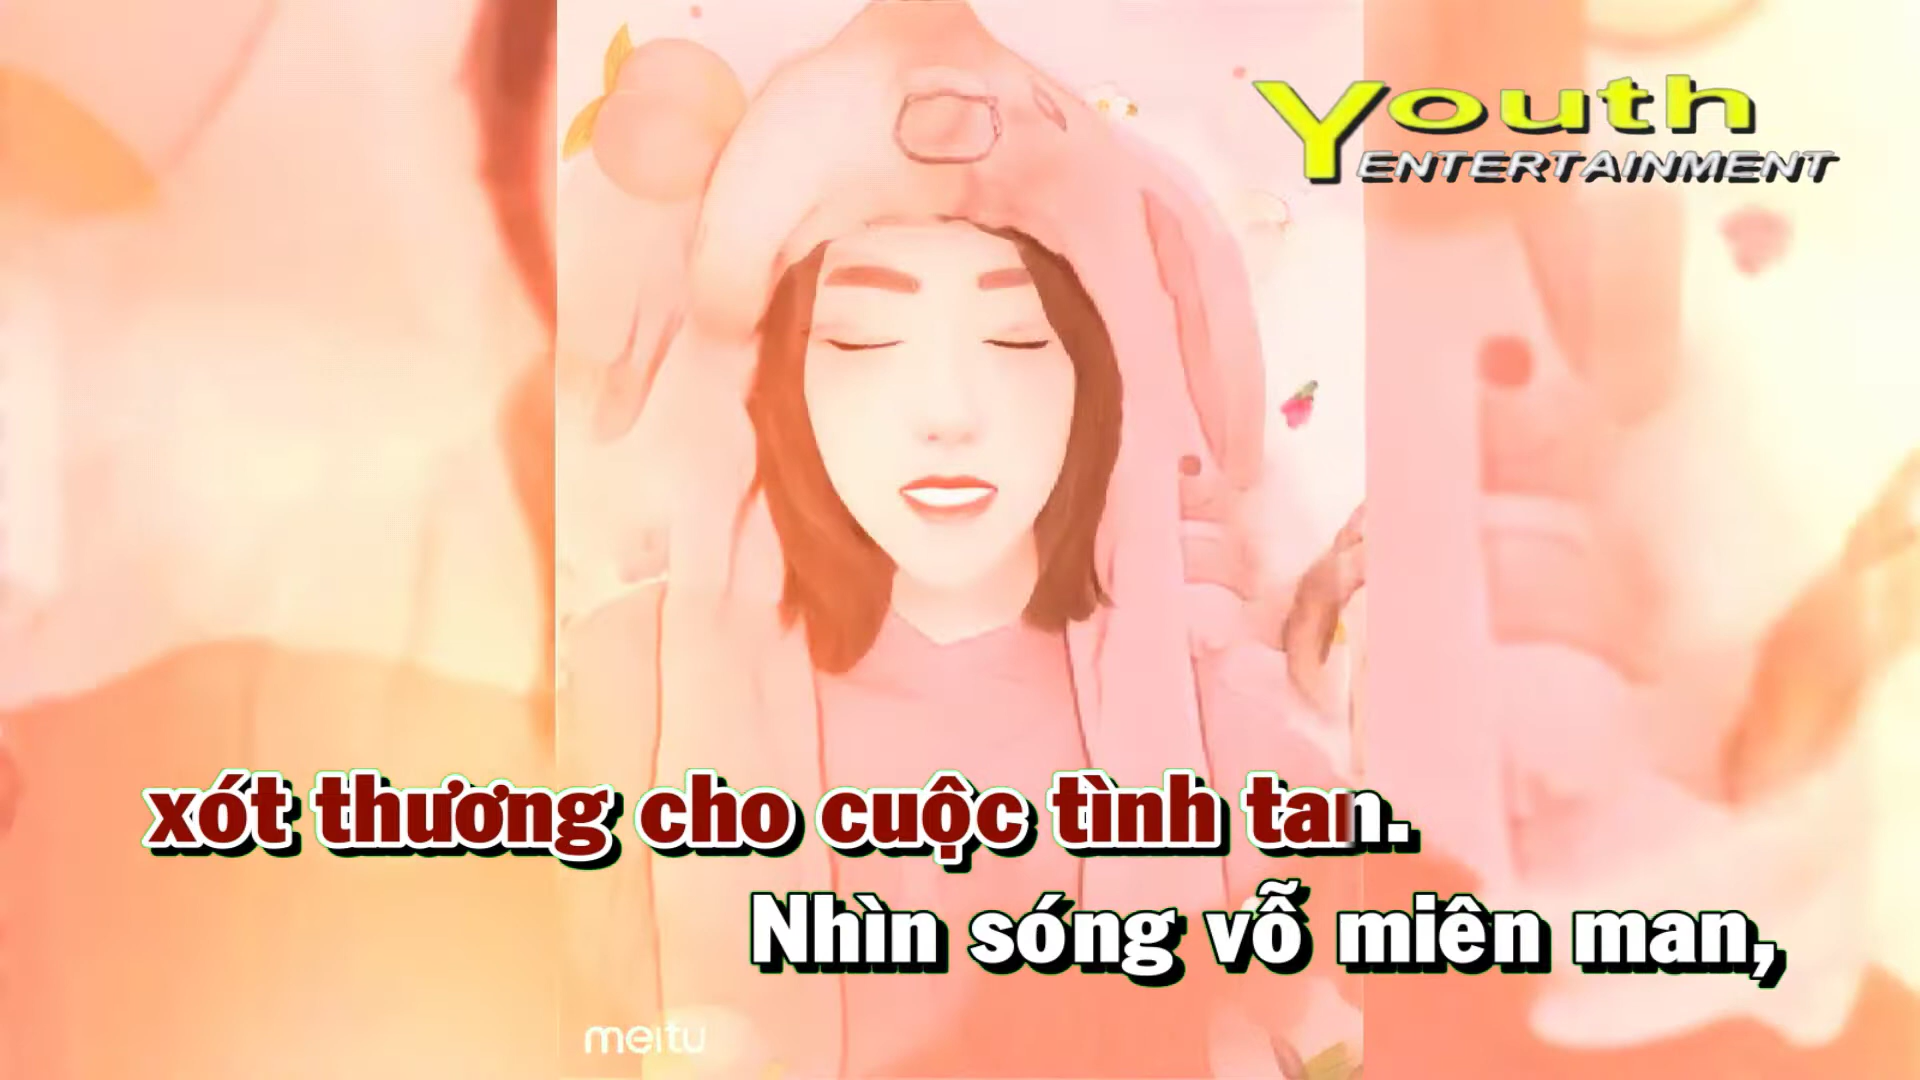 Youth
ENTERTAINMENT
xót thương cho cuộc tình tan.
Nhìn sóng vỗ miên man,
meitu